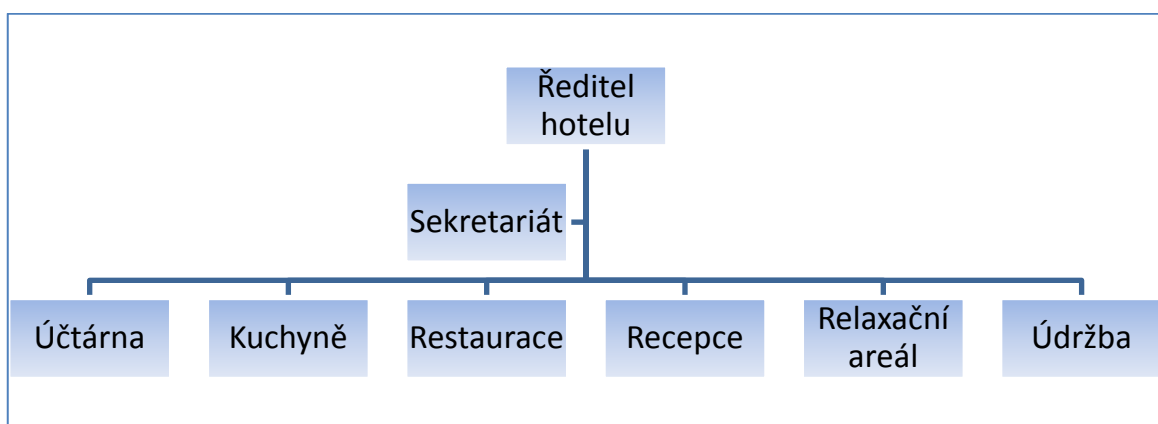 Ředitel
hotelu
Sekretariát
Účtárna
Kuchyně
Restaurace
Recepce
Relaxační
areál
Údržba